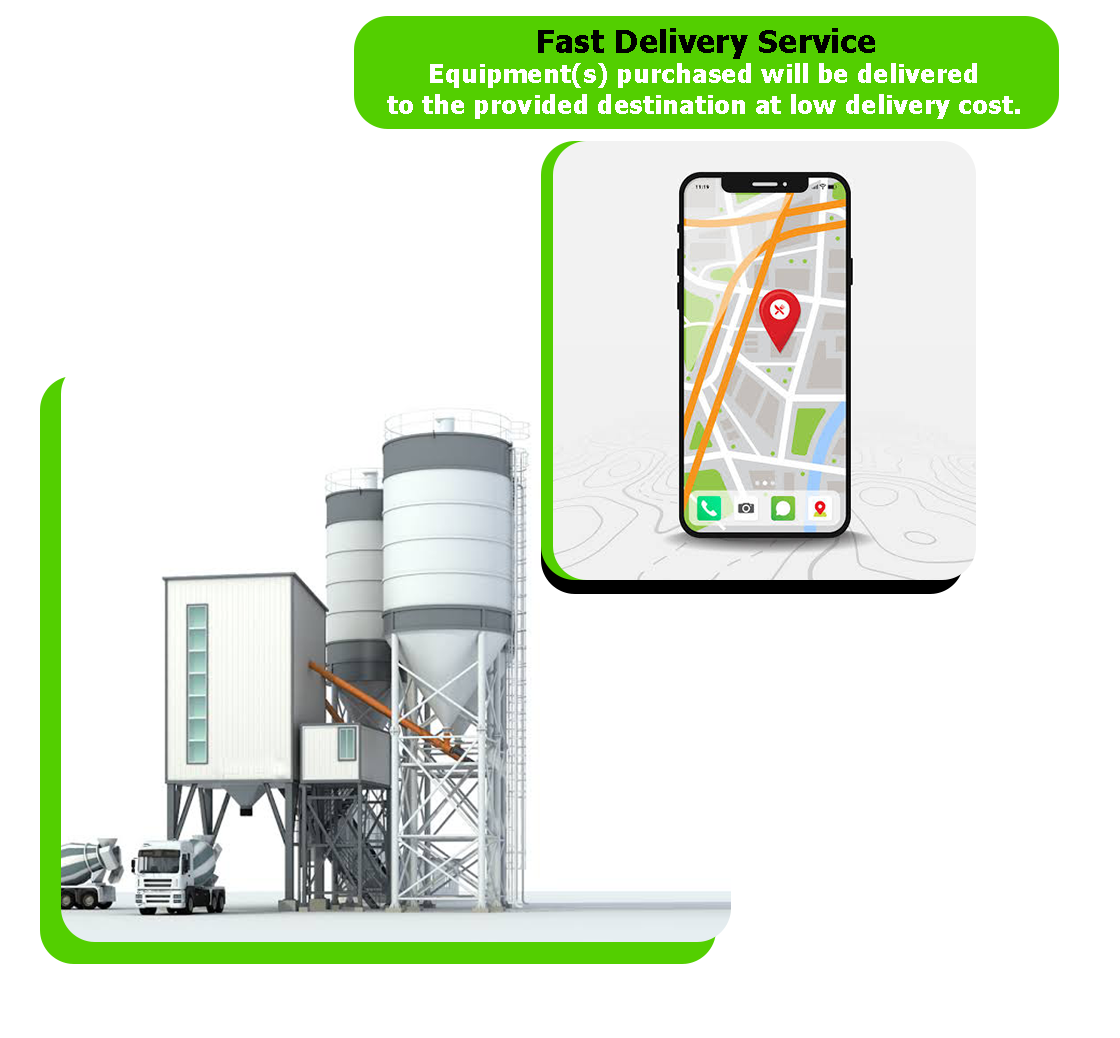 Fast Delivery Service
Equipment(s) purchased will be delivered
to the provided destination at low delivery cost.